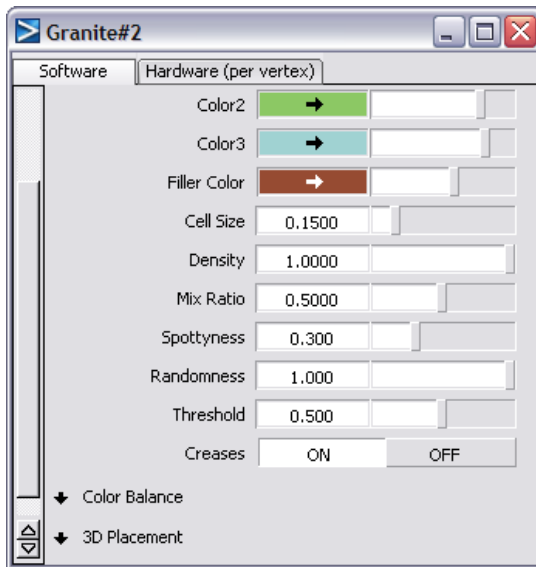 Granite#2
Software Hardware (per vertex)
Color2
Color3
Filler Color
Cell Size 0.1500
Density 1.0000
Mix Ratio 0.5000
Spottyness 0.300
Randomness 1.000
Threshold 0.500
Creases ON OFF
Color Balance
3D Placement